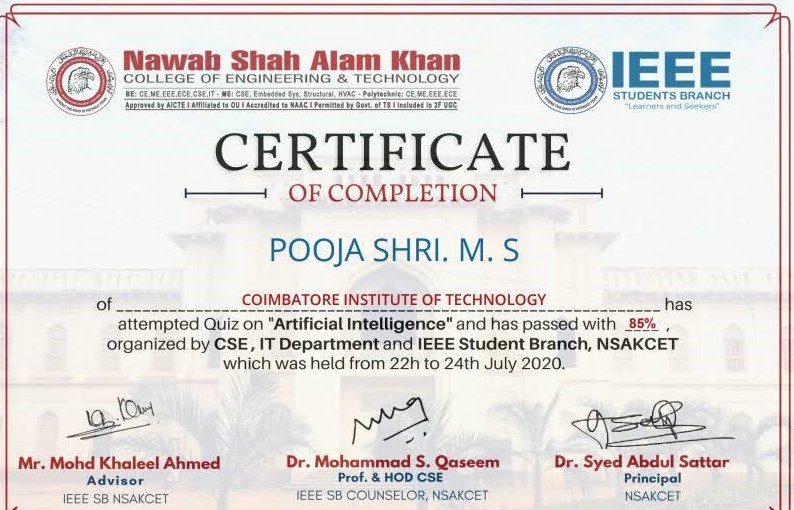 Nawab Shah Alam Khan
COLLEGE OF ENGINEERING & TECHNOLOGY
BE: CE,ME,EEE,ECE,CSE,IT - ME: CSE, Embedded Sys, Structural, HVAC - Polytechnic: CE,ME,EEE,ECE
Approved by AICTE I Affiliated to OU I Accredited to NAAC I Permitted by Govt. of TS I Included in 2F UGC
IEEE
STUDENTS BRANCH
"Learners and Seekers"
CERTIFICATE
OF COMPLETION
POOJA SHRI. M. S
of COIMBATORE INSTITUTE OF TECHNOLOGY has
attempted Quiz on "Artificial Intelligence" and has passed with 85% ,
organized by CSE , IT Department and IEEE Student Branch, NSAKCET
which was held from 22h to 24th July 2020.
Mr. Mohd Khaleel Ahmed
Advisor
IEEE SB NSAKCET
Dr. Mohammad S. Qaseem
Prof. & HOD CSE
IEEE SB COUNSELOR, NSAKCET
Dr. Syed Abdul Sattar
Principal
NSAKCET